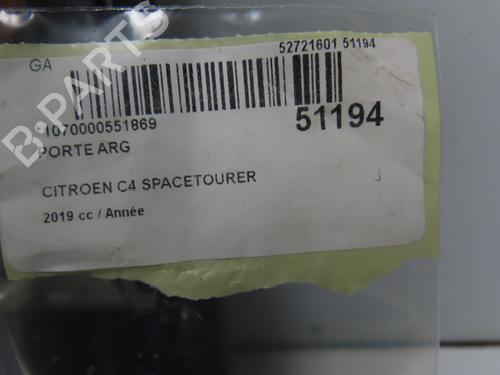 52721601 51194
GA
1070000551869
51194
PORTE ARG
CITROEN C4 SPACETOURER
2019 cc / Année
B-PARTS